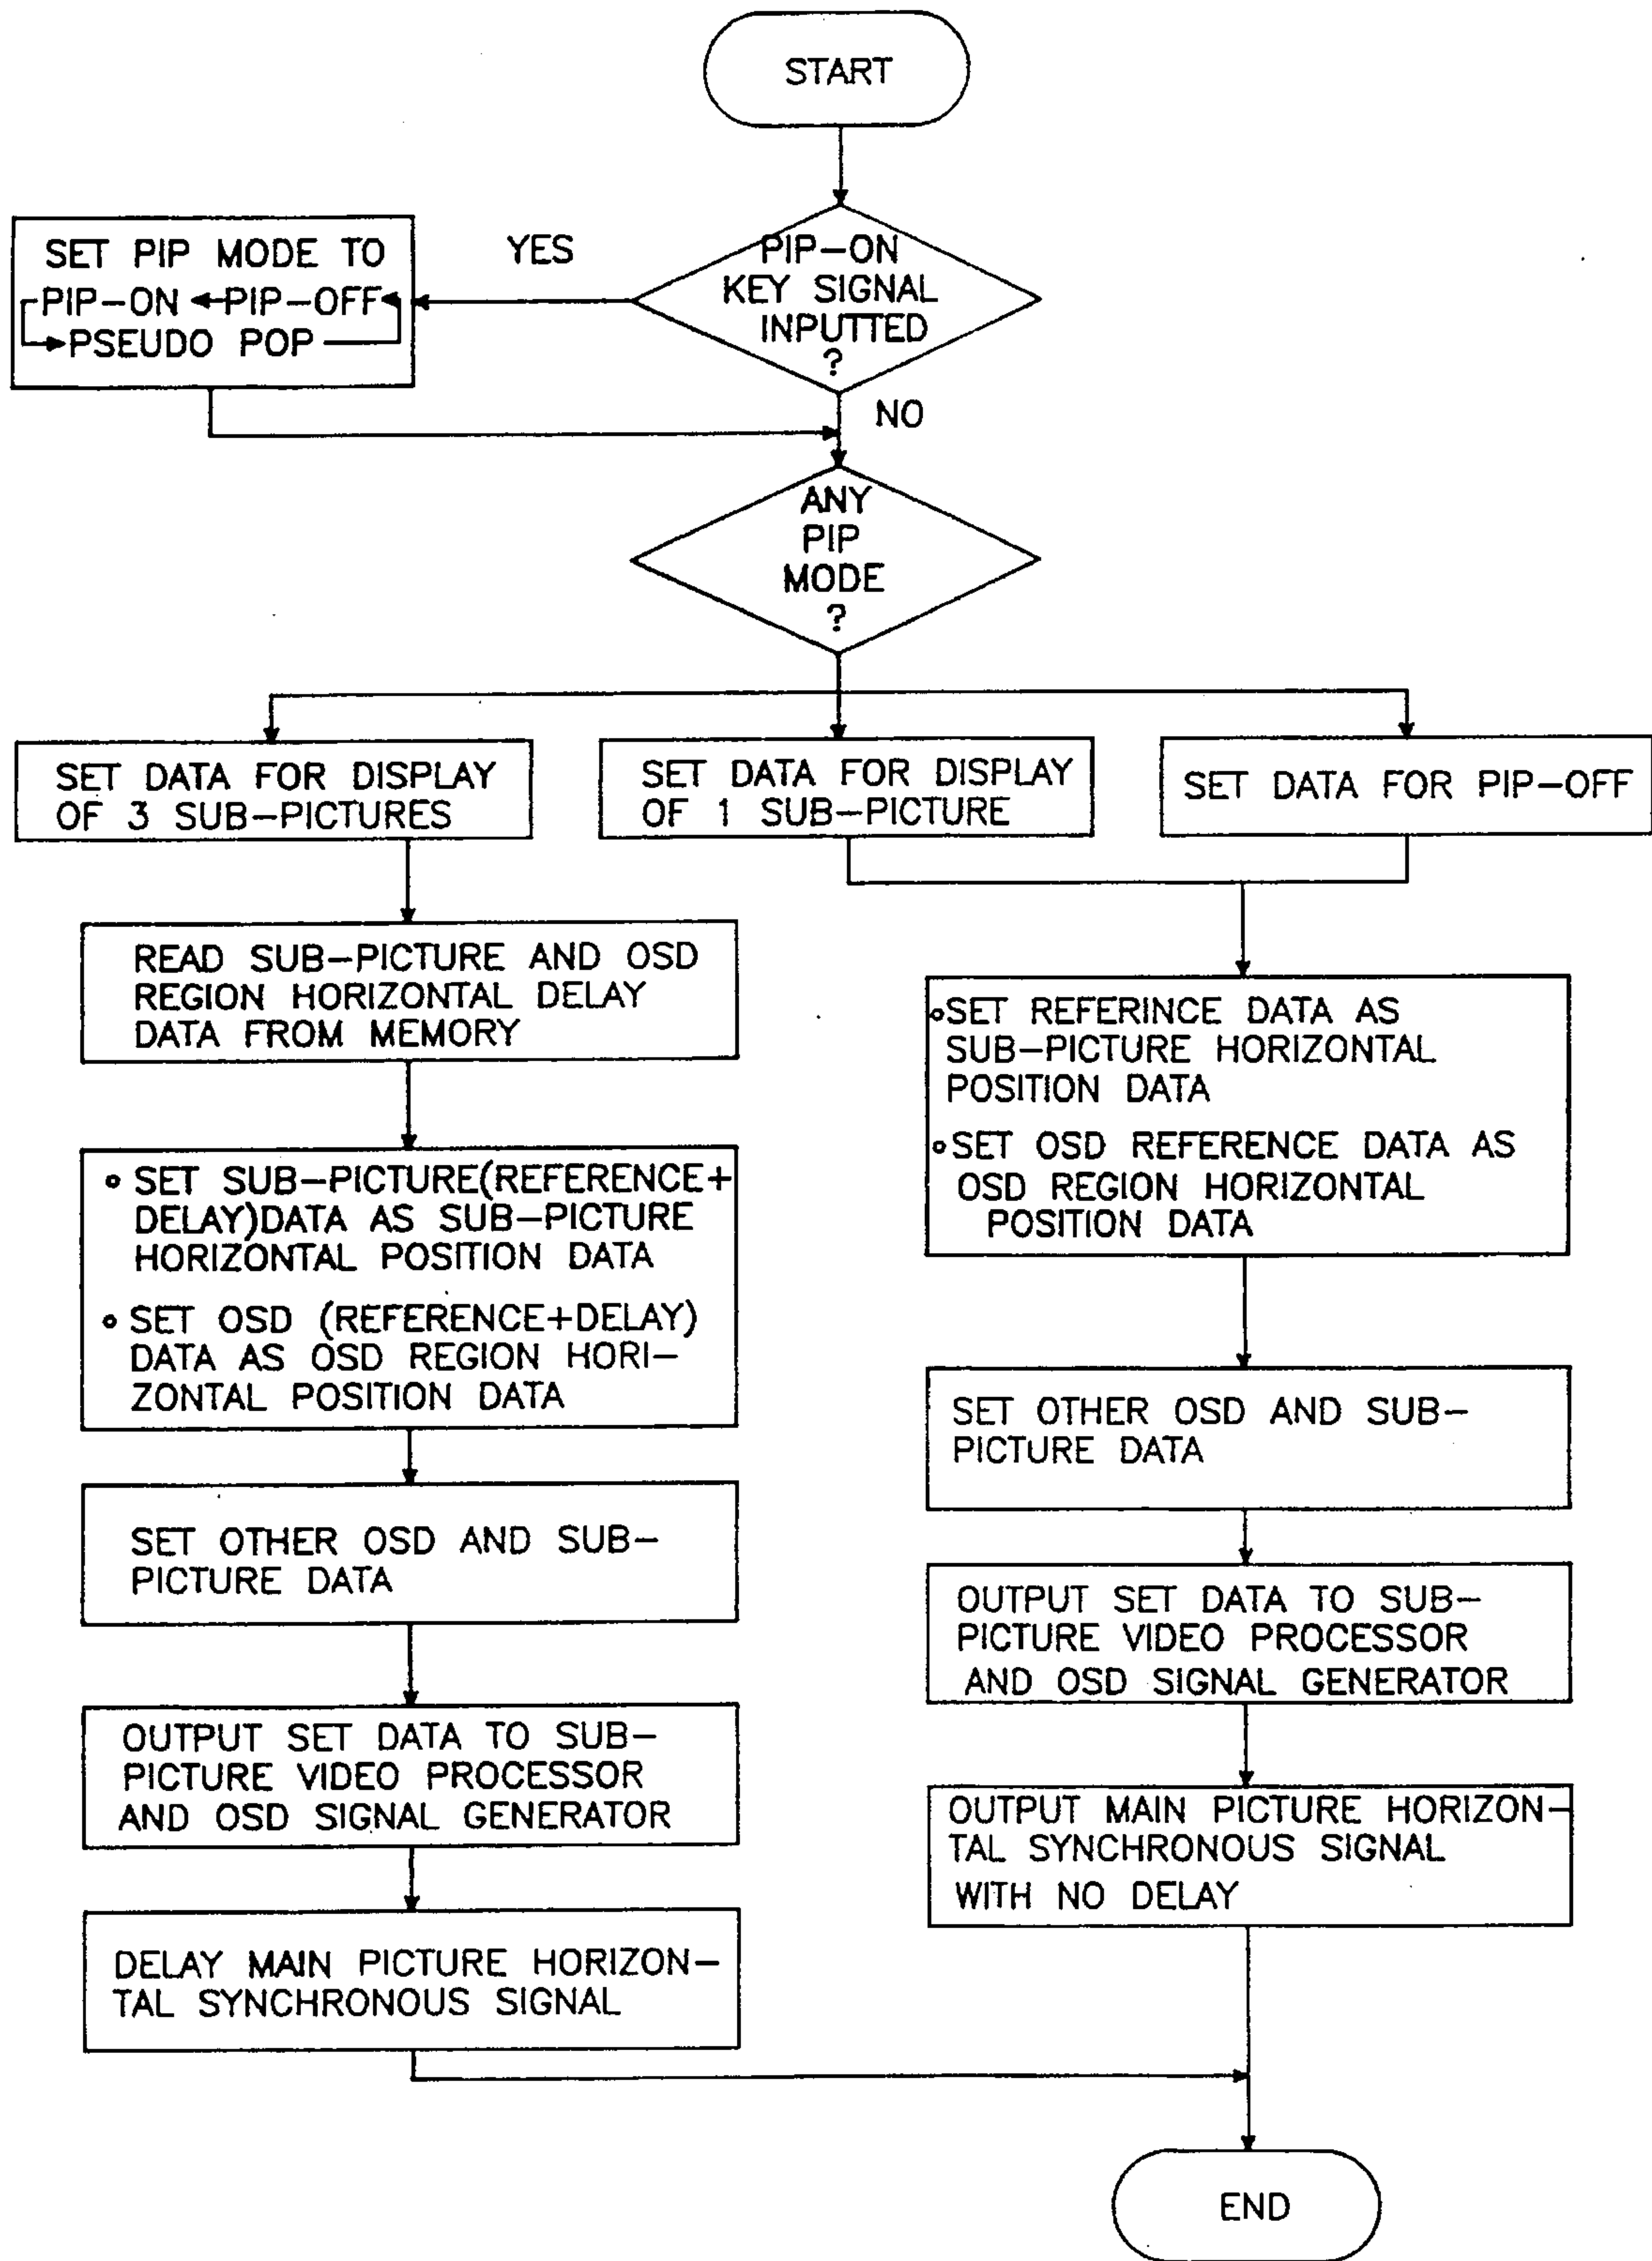 START
PIP-ON
KEY SIGNAL
INPUTTED
?
YES
SET PIP MODE TO
PIP-ON PIP-OFF
PSEUDO POP
NO
ANY
PIP
MODE
?
SET DATA FOR DISPLAY
OF 3 SUB-PICTURES
SET DATA FOR DISPLAY
OF 1 SUB-PICTURE
SET DATA FOR PIP-OFF
READ SUB-PICTURE AND OSD
REGION HORIZONTAL DELAY
DATA FROM MEMORY
SET SUB-PICTURE(REFERENCE+
DELAY)DATA AS SUB-PICTURE
HORIZONTAL POSITION DATA
SET OSD (REFERENCE+DELAY)
DATA AS OSD REGION HORI-
ZONTAL POSITION DATA
SET OTHER OSD AND SUB-
PICTURE DATA
OUTPUT SET DATA TO SUB-
PICTURE VIDEO PROCESSOR
AND OSD SIGNAL GENERATOR
DELAY MAIN PICTURE HORIZON-
TAL SYNCHRONOUS SIGNAL
SET REFERINCE DATA AS
SUB-PICTURE HORIZONTAL
POSITION DATA
SET OSD REFERENCE DATA AS
OSD REGION HORIZONTAL
POSITION DATA
SET OTHER OSD AND SUB-
PICTURE DATA
OUTPUT SET DATA TO SUB-
PICTURE VIDEO PROCESSOR
AND OSD SIGNAL GENERATOR
OUTPUT MAIN PICTURE HORIZON-
TAL SYNCHRONOUS SIGNAL
WITH NO DELAY
END